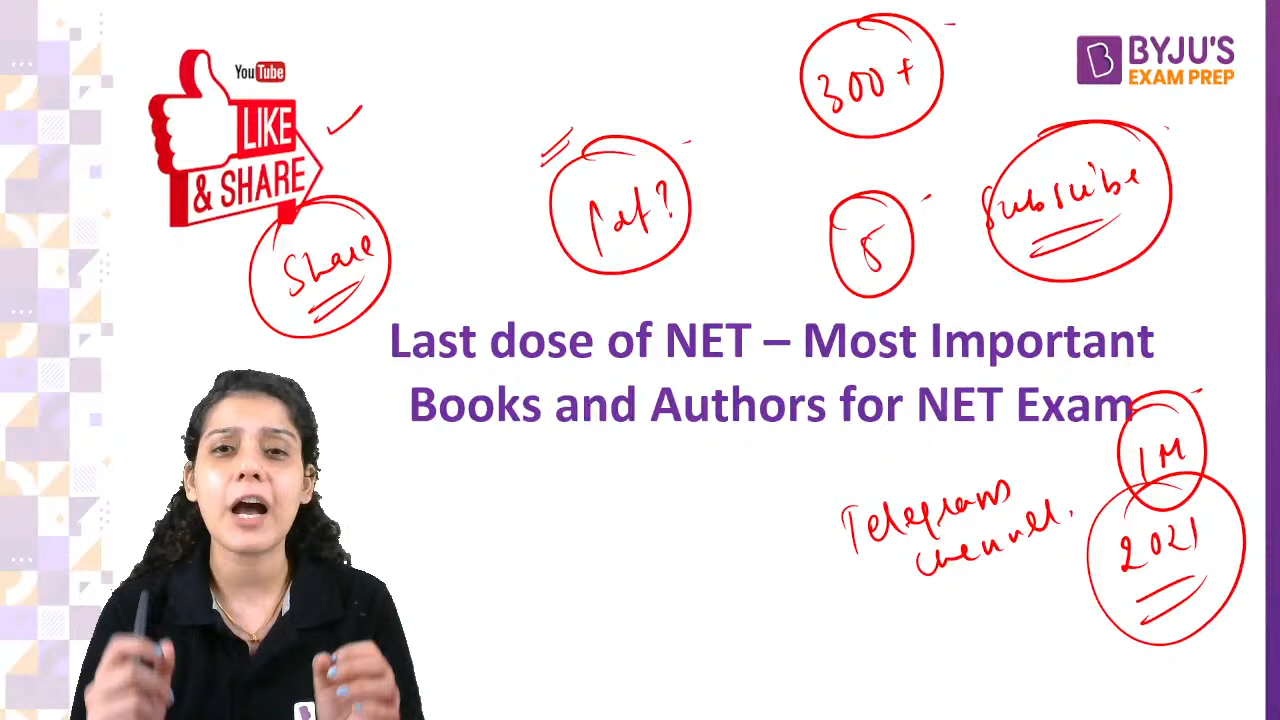 300+
BYJU'S
EXAM PREP
YouTube
LIKE
& SHARE
Share
Pdf?
8
Subscribe
Last dose of NET – Most Important
Books and Authors for NET Exam
1M
Telegram
channel.
2021